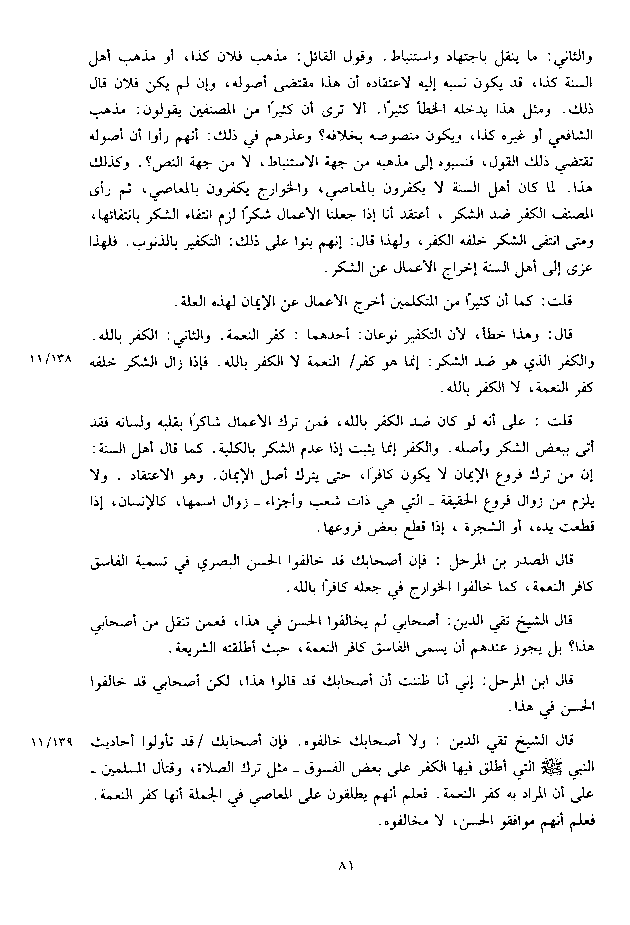 والثاني: ما ينقل باجتهاد واستنباط. وقول القائل: مذهب فلان كذا، أو مذهب أهل
السنة كذا، قد يكون نسبه إليه لاعتقاده أن هذا مقتضى أصوله، وإن لم يكن فلان قال
ذلك. ومثل هذا يدخله الخطأ كثيرًا. ألا ترى أن كثيرًا من المصنفين يقولون: مذهب
الشافعي أو غيره كذا، ويكون منصوصه بخلافه؟ وعذرهم في ذلك: أنهم رأوا أن أصوله
تقتضي ذلك القول، فنسبوه إلى مذهبه من جهة الاستنباط، لا من جهة النص؟. وكذلك
هذا. لما كان أهل السنة لا يكفرون بالمعاصي، والخوارج يكفرون بالمعاصي، ثم رأى
المصنف الكفر ضد الشكر ، أعتقد أنا إذا جعلنا الأعمال شكرًا لزم انتفاء الشكر بانتفائها،
ومتى انتفى الشكر خلفه الكفر، ولهذا قال: إنهم بنوا على ذلك: التكفير بالذنوب. فلهذا
عزى إلى أهل السنة إخراج الأعمال عن الشكر.
قلت: كما أن كثيرًا من المتكلمين أخرج الأعمال عن الإيمان لهذه العلة.
قال: وهذا خطأ، لأن التكفير نوعان: أحدهما : كفر النعمة. والثاني: الكفر بالله.
والكفر الذي هو ضد الشكر: إنما هو كفر/ النعمة لا الكفر بالله. فإذا زال الشكر خلفه ١١/١٣٨
كفر النعمة، لا الكفر بالله.
قلت : على أنه لو كان ضد الكفر بالله، فمن ترك الأعمال شاكرًا بقلبه ولسانه فقد
أتى ببعض الشكر وأصله. والكفر إنما يثبت إذا عدم الشكر بالكلية. كما قال أهل السنة:
إن من ترك فروع الإيمان لا يكون كافرًا، حتى يترك أصل الإيمان. وهو الاعتقاد . ولا
يلزم من زوال فروع الحقيقة ـ التي هي ذات شعب وأجزاء ـ زوال اسمها، كالإنسان، إذا
قطعت يده، أو الشجرة ، إذا قطع بعض فروعها.
قال الصدر بن المرحل : فإن أصحابك قد خالفوا الحسن البصري في تسمية الفاسق
كافر النعمة، كما خالفوا الخوارج في جعله كافرًا بالله.
قال الشيخ تقي الدين: أصحابي لم يخالفوا الحسن في هذا، فعمن تنقل من أصحابي
هذا؟ بل يجوز عندهم أن يسمى الفاسق كافر النعمة، حيث أطلقته الشريعة.
قال ابن المرحل: إني أنا ظننت أن أصحابك قد قالوا هذا، لكن أصحابي قد خالفوا
الحسن في هذا.
قال الشيخ تقي الدين : ولا أصحابك خالفوه. فإن أصحابك /قد تأولوا أحاديث ١١/١٣٩
النبي ﷺ التي أطلق فيها الكفر على بعض الفسوق ـ مثل ترك الصلاة، وقتال المسلمين ـ
على أن المراد به كفر النعمة. فعلم أنهم يطلقون على المعاصي في الجملة أنها كفر النعمة.
فعلم أنهم موافقو الحسن، لا مخالفوه.
٨١